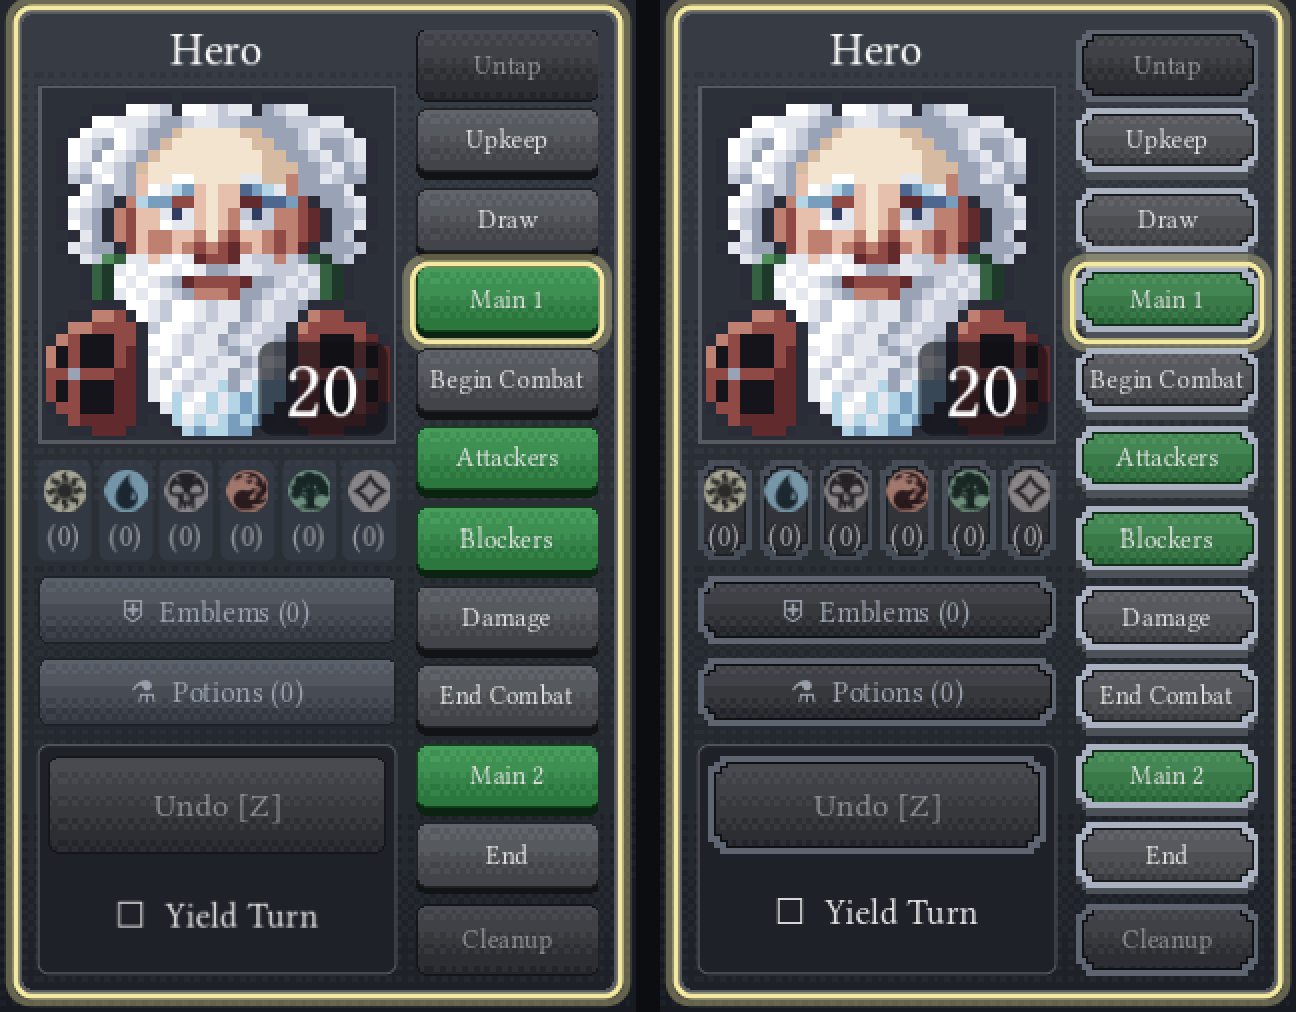 Hero
20
(0) (0) (0) (0) (0) (0)
Emblems (0)
Potions (0)
Undo [Z]
Yield Turn
Untap
Upkeep
Draw
Main 1
Begin Combat
Attackers
Blockers
Damage
End Combat
Main 2
End
Cleanup
Hero
20
(0) (0) (0) (0) (0) (0)
Emblems (0)
Potions (0)
Undo [Z]
Yield Turn
Untap
Upkeep
Draw
Main 1
Begin Combat
Attackers
Blockers
Damage
End Combat
Main 2
End
Cleanup